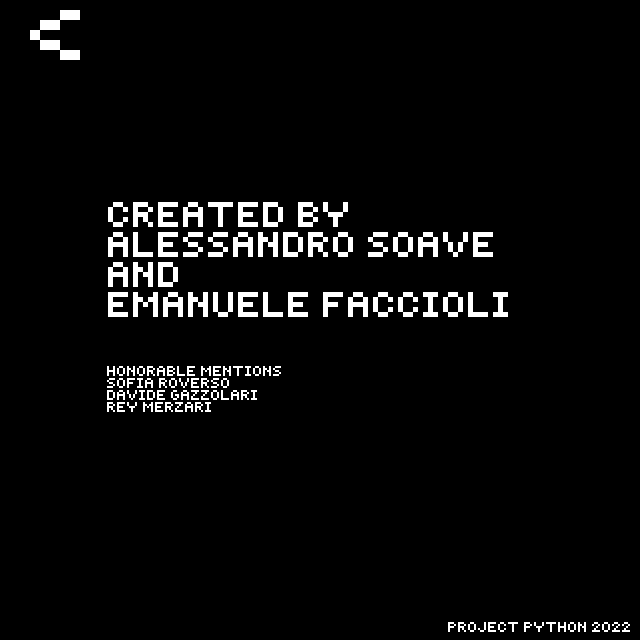 CREATED BY
ALESSANDRO SOAVE
AND
EMANUELE FACCIOLI
HONORABLE MENTIONS
SOFIA ROVERSO
DAVIDE GAZZOLARI
REY MERZARI
PROJECT PYTHON 2022